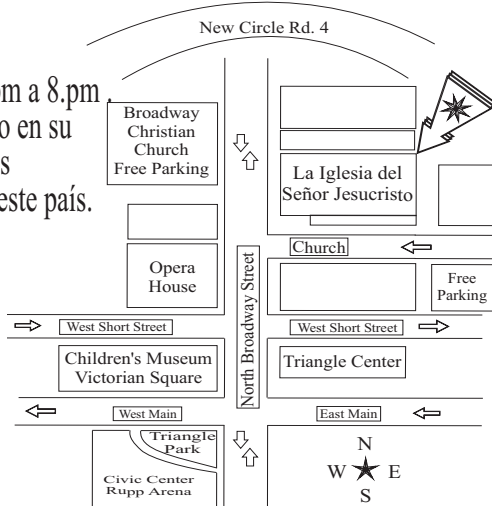 New Circle Rd. 4
a 8.pm
o en su
s
este país.
Broadway
Christian
Church
Free Parking
La Iglesia del
Señor Jesucristo
Church
Opera
House
Free
Parking
North Broadway Street
West Short Street
West Short Street
Children's Museum
Victorian Square
Triangle Center
West Main
East Main
Triangle
Park
Civic Center
Rupp Arena
N
W E
S